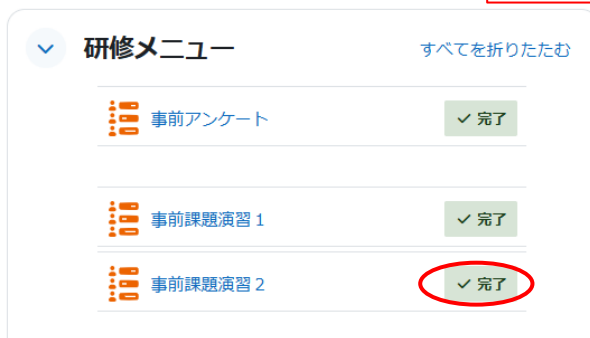 研修メニュー すべてを折りたたむ
事前アンケート 完了
事前課題演習1 完了
事前課題演習2 完了